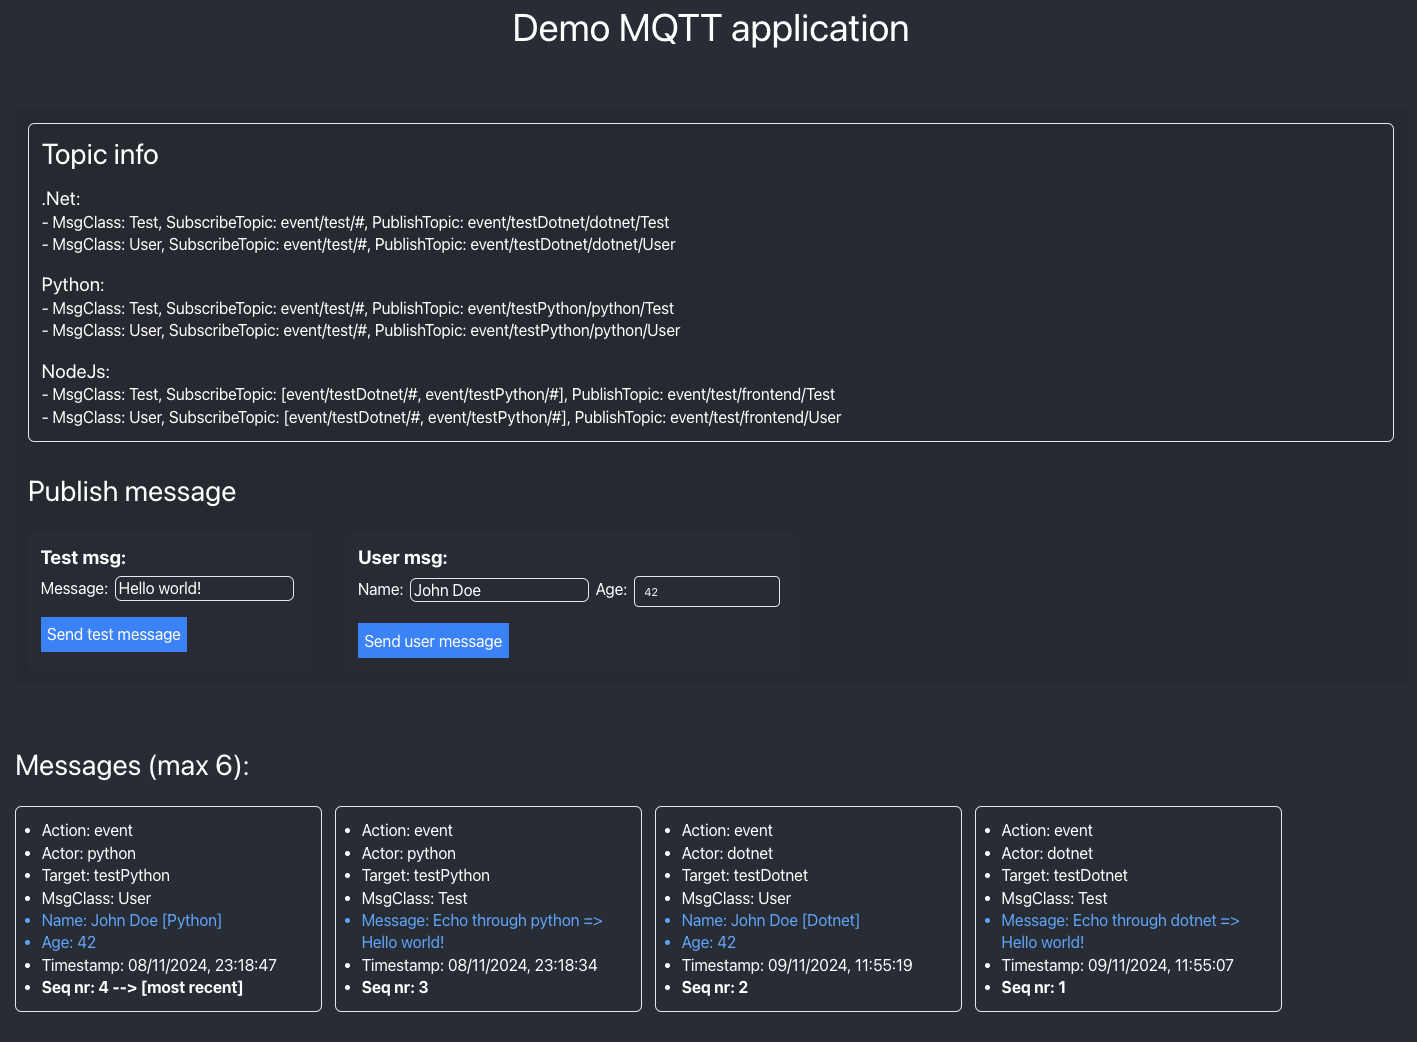 Demo MQTT application
Topic info
.Net:
- MsgClass: Test, SubscribeTopic: event/test/#, PublishTopic: event/testDotnet/dotnet/Test
- MsgClass: User, SubscribeTopic: event/test/#, PublishTopic: event/testDotnet/dotnet/User
Python:
- MsgClass: Test, SubscribeTopic: event/test/#, PublishTopic: event/testPython/python/Test
- MsgClass: User, SubscribeTopic: event/test/#, PublishTopic: event/testPython/python/User
NodeJs:
- MsgClass: Test, SubscribeTopic: [event/testDotnet/#, event/testPython/#], PublishTopic: event/test/frontend/Test
- MsgClass: User, SubscribeTopic: [event/testDotnet/#, event/testPython/#], PublishTopic: event/test/frontend/User
Publish message
Test msg:
Message: Hello world!
Send test message
User msg:
Name: John Doe Age: 42
Send user message
Messages (max 6):
• Action: event
• Actor: python
• Target: testPython
• MsgClass: User
• Name: John Doe [Python]
• Age: 42
• Timestamp: 08/11/2024, 23:18:47
• Seq nr: 4 --> [most recent]
• Action: event
• Actor: python
• Target: testPython
• MsgClass: Test
• Message: Echo through python =>
Hello world!
• Timestamp: 08/11/2024, 23:18:34
• Seq nr: 3
• Action: event
• Actor: dotnet
• Target: testDotnet
• MsgClass: User
• Name: John Doe [Dotnet]
• Age: 42
• Timestamp: 09/11/2024, 11:55:19
• Seq nr: 2
• Action: event
• Actor: dotnet
• Target: testDotnet
• MsgClass: Test
• Message: Echo through dotnet =>
Hello world!
• Timestamp: 09/11/2024, 11:55:07
• Seq nr: 1